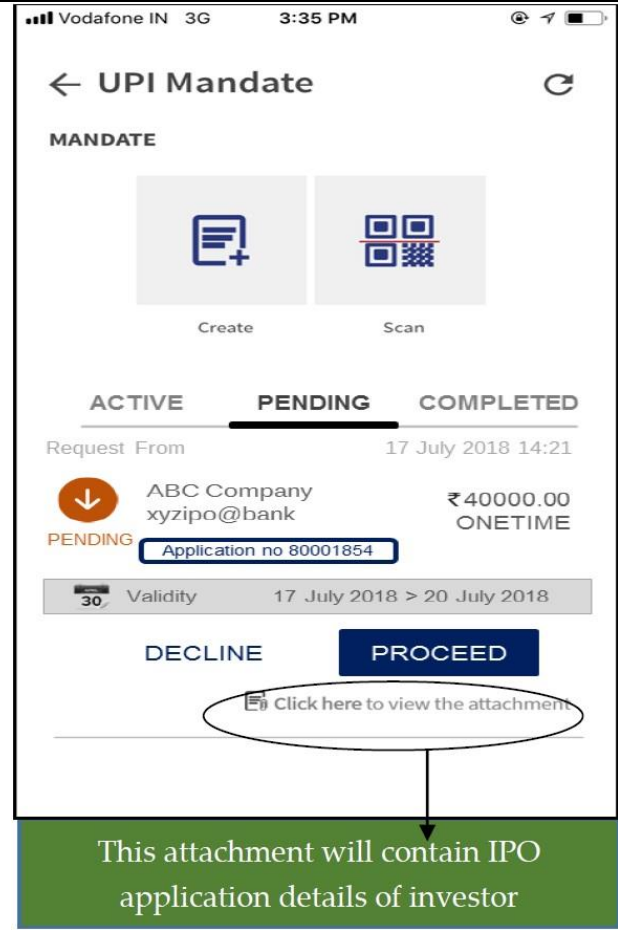 Vodafone IN 3G 3:35 PM
← UPI Mandate
MANDATE
Create Scan
ACTIVE PENDING COMPLETED
Request From 17 July 2018 14:21
ABC Company ₹40000.00
xyzipo@bank ONETIME
PENDING
Application no 80001854
30 Validity 17 July 2018 > 20 July 2018
DECLINE PROCEED
Click here to view the attachment
This attachment will contain IPO
application details of investor